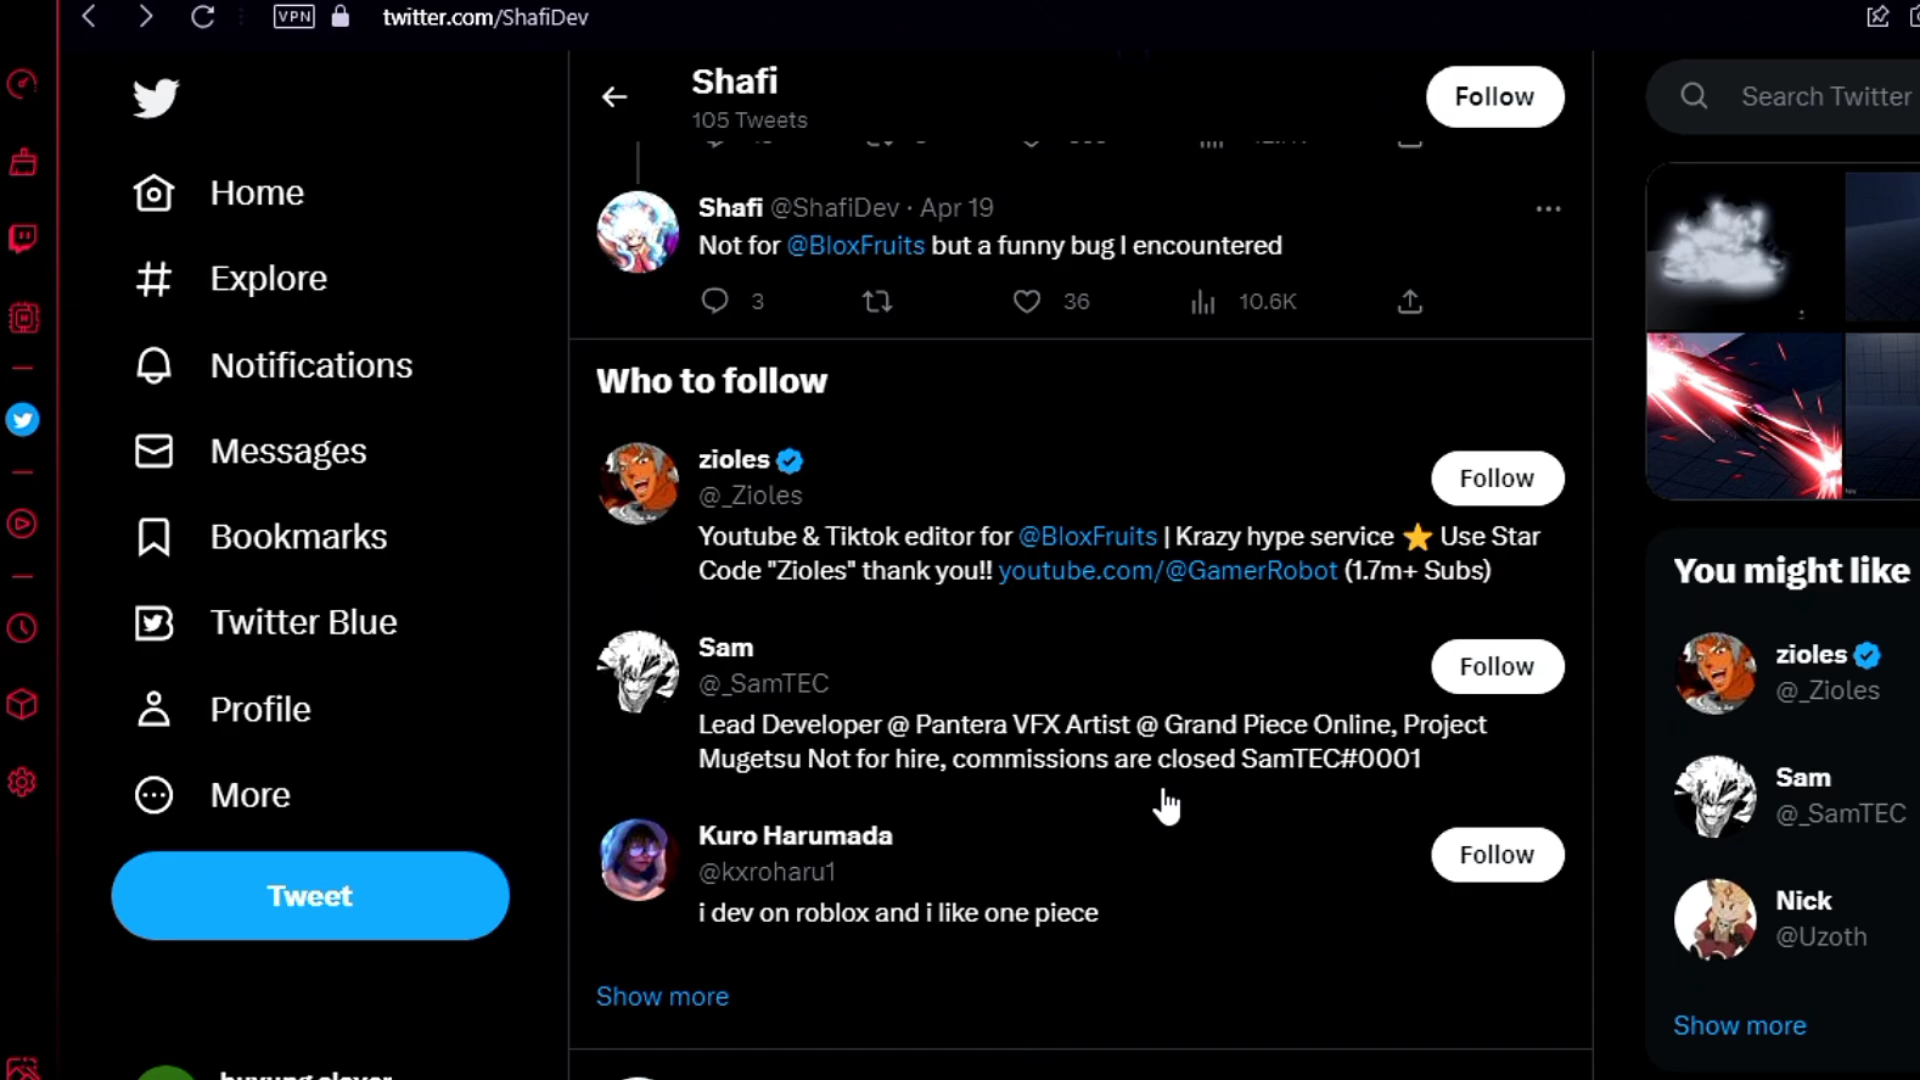 VPN
twitter.com/ShafiDev
Shafi
105 Tweets
Follow
Search Twitter
Home
Explore
Notifications
Messages
Bookmarks
Twitter Blue
Profile
More
Tweet
Shafi @ShafiDev · Apr 19
Not for @BloxFruits but a funny bug I encountered
3
36
10.6K
Who to follow
zioles
@_Zioles
Follow
Youtube & Tiktok editor for @BloxFruits | Krazy hype service ⭐ Use Star
Code "Zioles" thank you!! youtube.com/@GamerRobot (1.7m+ Subs)
Sam
@_SamTEC
Follow
Lead Developer @ Pantera VFX Artist @ Grand Piece Online, Project
Mugetsu Not for hire, commissions are closed SamTEC#0001
Kuro Harumada
@kxroharu1
Follow
i dev on roblox and i like one piece
Show more
You might like
zioles
@_Zioles
Sam
@_SamTEC
Nick
@Uzoth
Show more